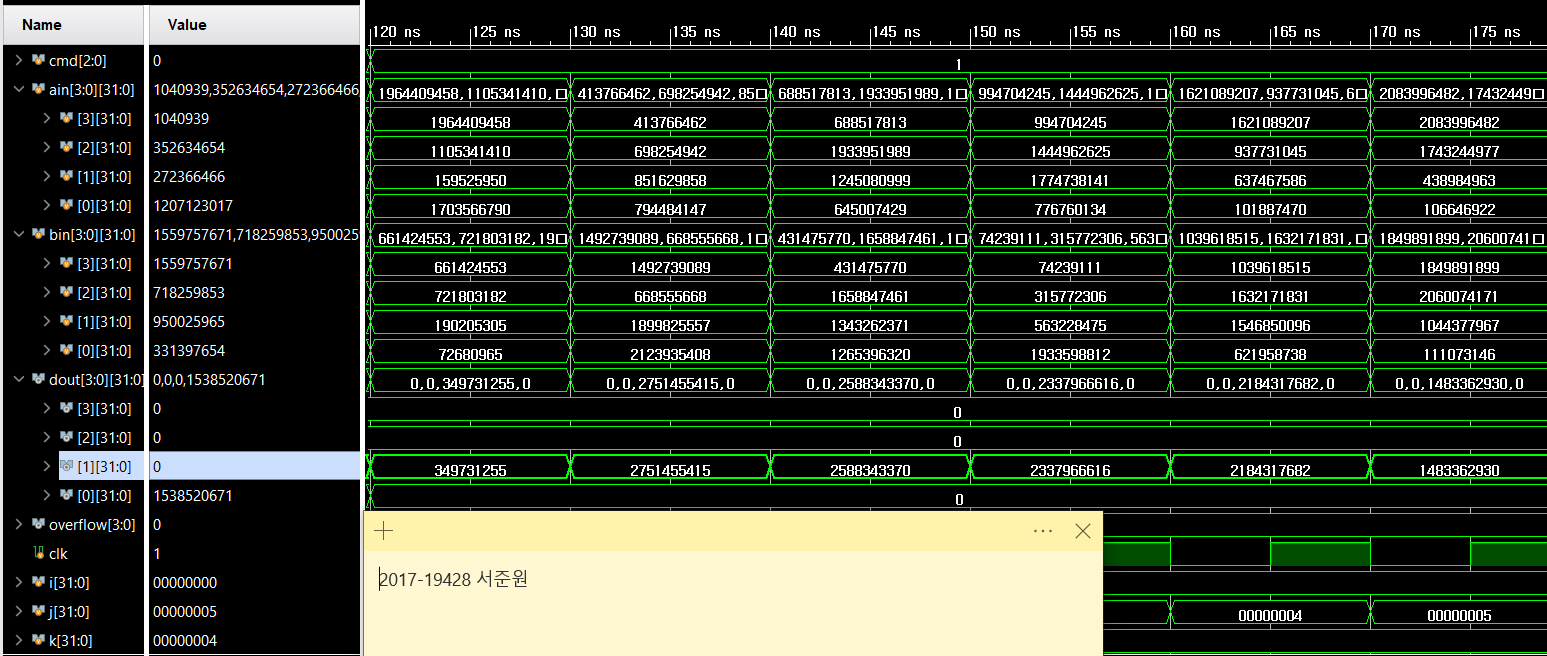 Name Value 120 ns 125 ns 130 ns 135 ns 140 ns 145 ns 150 ns 155 ns 160 ns 165 ns 170 ns 175 ns
cmd[2:0] 0 1
ain[3:0][31:0] 1040939,352634654,272366466, 1964409458,1105341410, 413766462,698254942,85 688517813,1933951989,1 994704245,1444962625,1 1621089207,937731045,6 2083996482,17432449
[3][31:0] 1040939 1964409458 413766462 688517813 994704245 1621089207 2083996482
[2][31:0] 352634654 1105341410 698254942 1933951989 1444962625 937731045 1743244977
[1][31:0] 272366466 159525950 851629858 1245080999 1774738141 637467586 438984963
[0][31:0] 1207123017 1703566790 794484147 645007429 776760134 101887470 106646922
bin[3:0][31:0] 1559757671,718259853,950025 661424553,721803182,19 1492739089,668555668,1 431475770,1658847461,1 74239111,315772306,563 1039618515,1632171831, 1849891899,20600741
[3][31:0] 1559757671 661424553 1492739089 431475770 74239111 1039618515 1849891899
[2][31:0] 718259853 721803182 668555668 1658847461 315772306 1632171831 2060074171
[1][31:0] 950025965 190205305 1899825557 1343262371 563228475 1546850096 1044377967
[0][31:0] 331397654 72680965 2123935408 1265396320 1933598812 621958738 111073146
dout[3:0][31:0] 0,0,0,1538520671 0,0,349731255,0 0,0,2751455415,0 0,0,2588343370,0 0,0,2337966616,0 0,0,2184317682,0 0,0,1483362930,0
[3][31:0] 0 0
[2][31:0] 0 0
[1][31:0] 0 349731255 2751455415 2588343370 2337966616 2184317682 1483362930
[0][31:0] 1538520671 0
overflow[3:0] 0
clk 1
i[31:0] 00000000
j[31:0] 00000005 00000004 00000005
k[31:0] 00000004
2017-19428 서준원